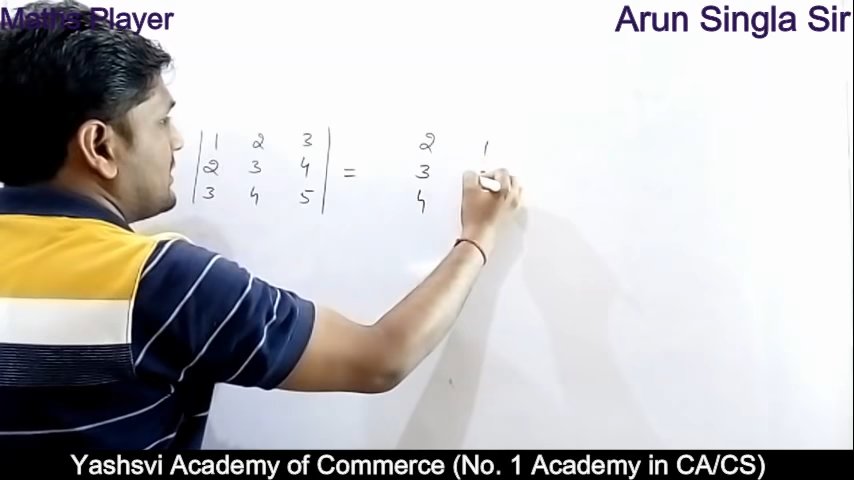 Maths Player
Arun Singla Sir
| 1 2 3 | 2 1
| 2 3 4 | = 3
| 3 4 5 | 4
Yashsvi Academy of Commerce (No. 1 Academy in CA/CS)